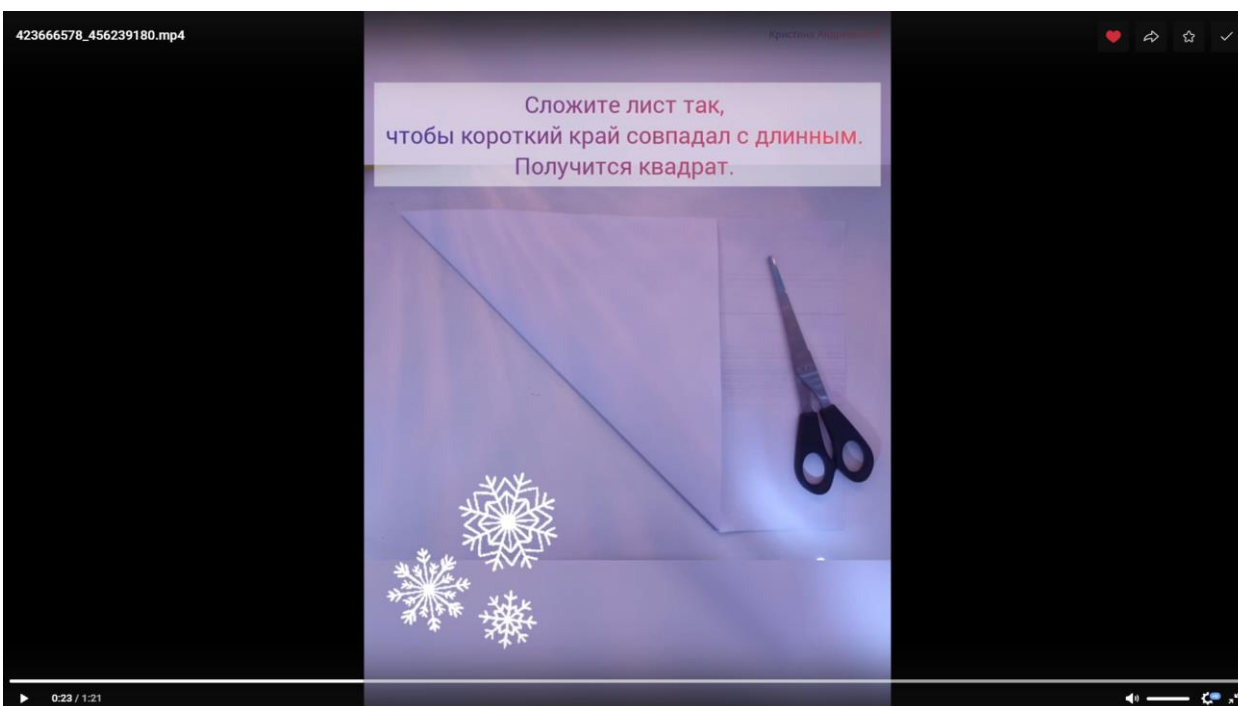 423666578_456239180.mp4
Сложите лист так,
чтобы короткий край совпадал с длинным.
Получится квадрат.
0:23 / 1:21